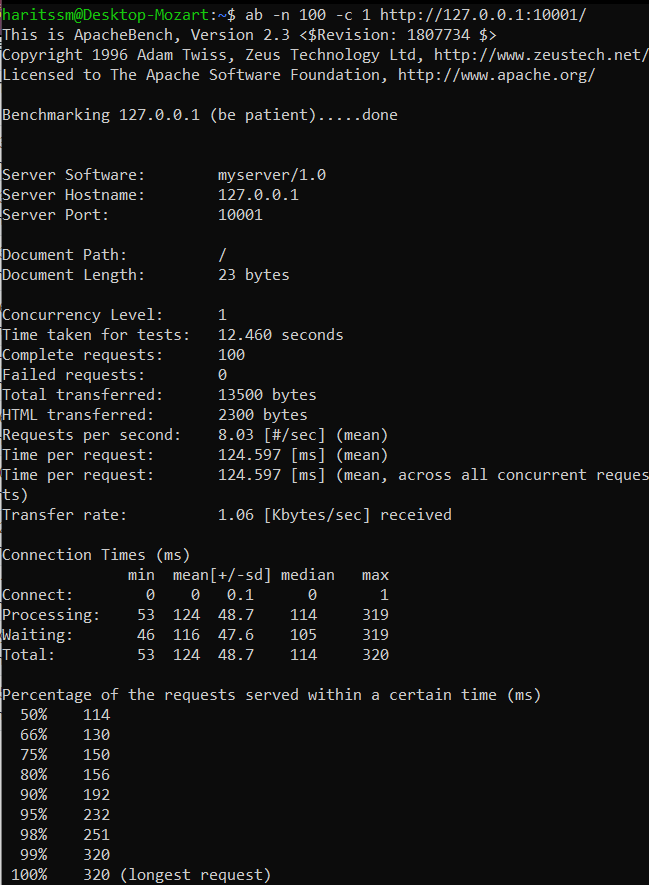 haritssm@Desktop-Mozart:~$ ab -n 100 -c 1 http://127.0.0.1:10001/
This is ApacheBench, Version 2.3 <$Revision: 1807734 $>
Copyright 1996 Adam Twiss, Zeus Technology Ltd, http://www.zeustech.net/
Licensed to The Apache Software Foundation, http://www.apache.org/

Benchmarking 127.0.0.1 (be patient).....done


Server Software:        myserver/1.0
Server Hostname:        127.0.0.1
Server Port:            10001

Document Path:          /
Document Length:        23 bytes

Concurrency Level:      1
Time taken for tests:   12.460 seconds
Complete requests:      100
Failed requests:        0
Total transferred:      13500 bytes
HTML transferred:       2300 bytes
Requests per second:    8.03 [#/sec] (mean)
Time per request:       124.597 [ms] (mean)
Time per request:       124.597 [ms] (mean, across all concurrent reques
ts)
Transfer rate:          1.06 [Kbytes/sec] received

Connection Times (ms)
              min  mean[+/-sd] median   max
Connect:        0    0   0.1      0       1
Processing:    53  124  48.7    114     319
Waiting:       46  116  47.6    105     319
Total:         53  124  48.7    114     320

Percentage of the requests served within a certain time (ms)
  50%    114
  66%    130
  75%    150
  80%    156
  90%    192
  95%    232
  98%    251
  99%    320
 100%    320 (longest request)